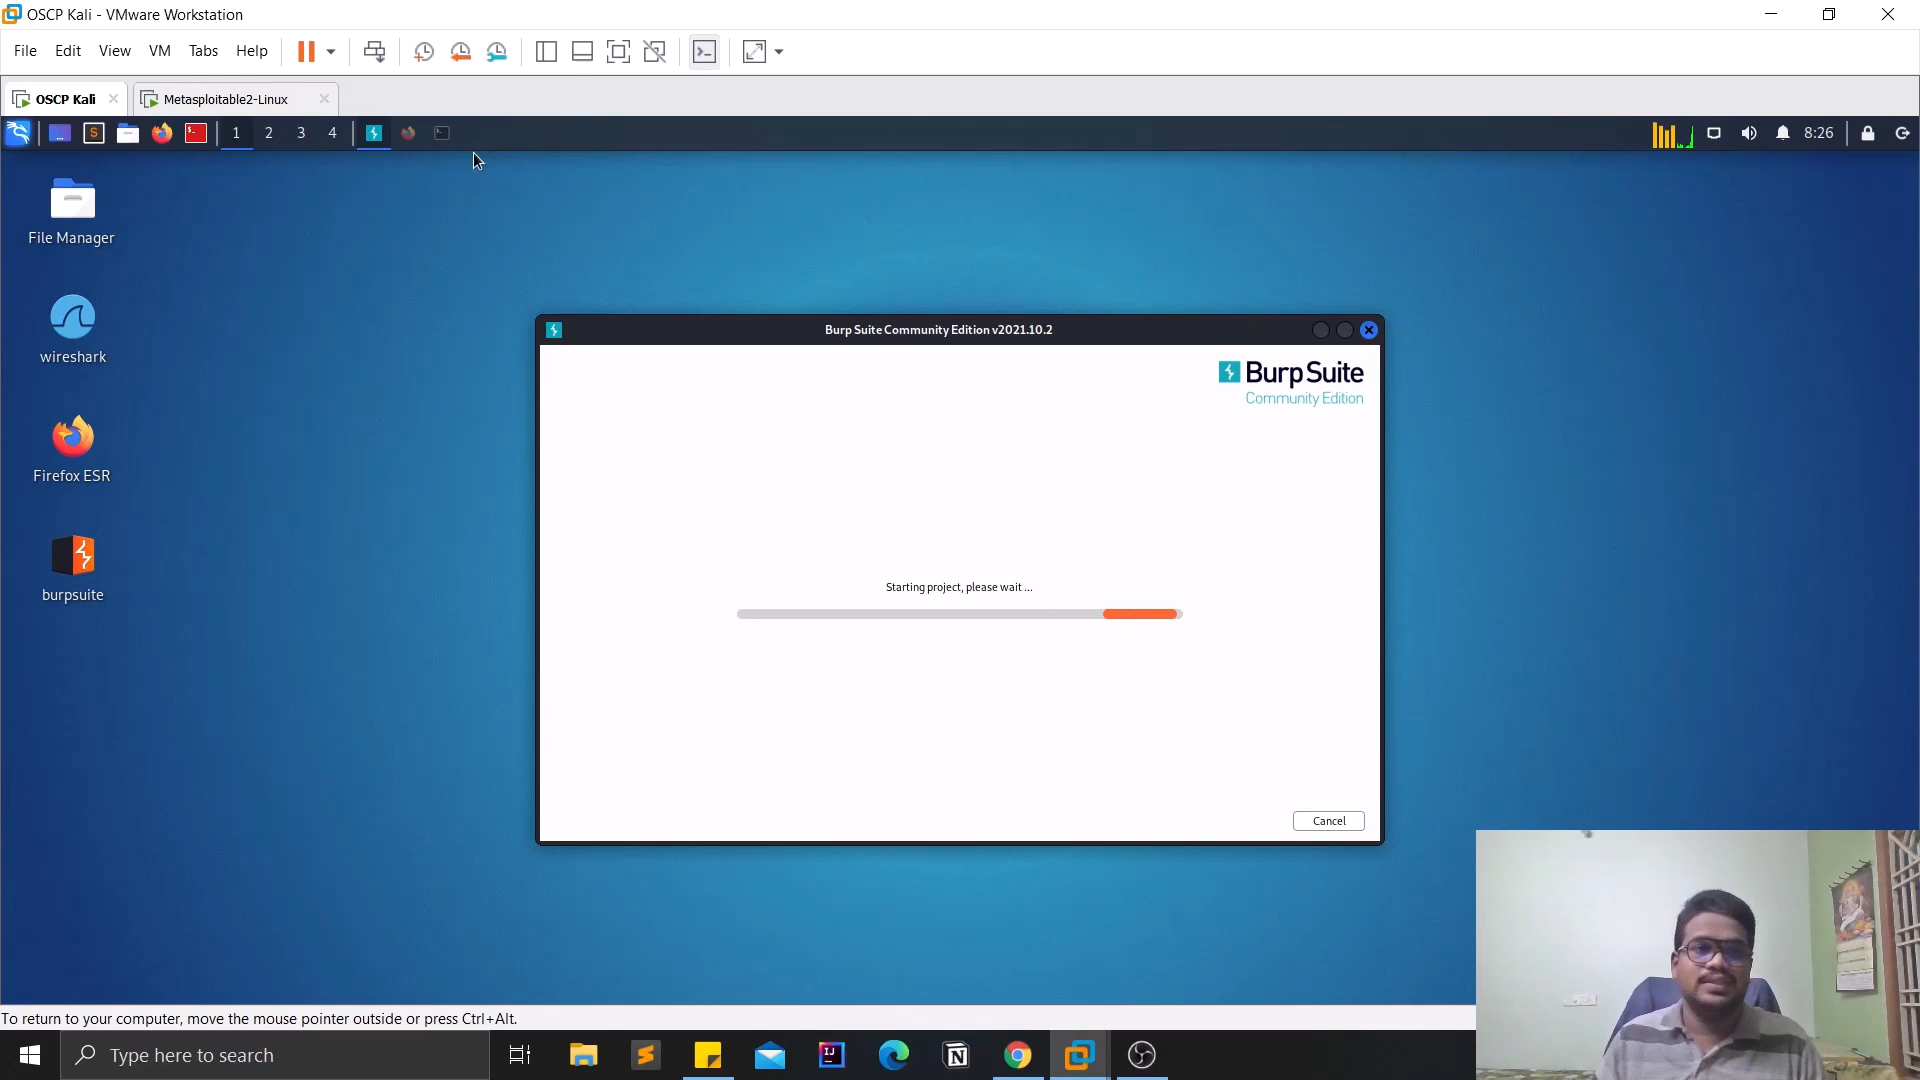 OSCP Kali - VMware Workstation
File Edit View VM Tabs Help
OSCP Kali Metasploitable2-Linux
1 2 3 4 8:26
File Manager
wireshark
Firefox ESR
burpsuite
Burp Suite Community Edition v2021.10.2
Burp Suite
Community Edition
Starting project, please wait ...
Cancel
To return to your computer, move the mouse pointer outside or press Ctrl+Alt.
Type here to search